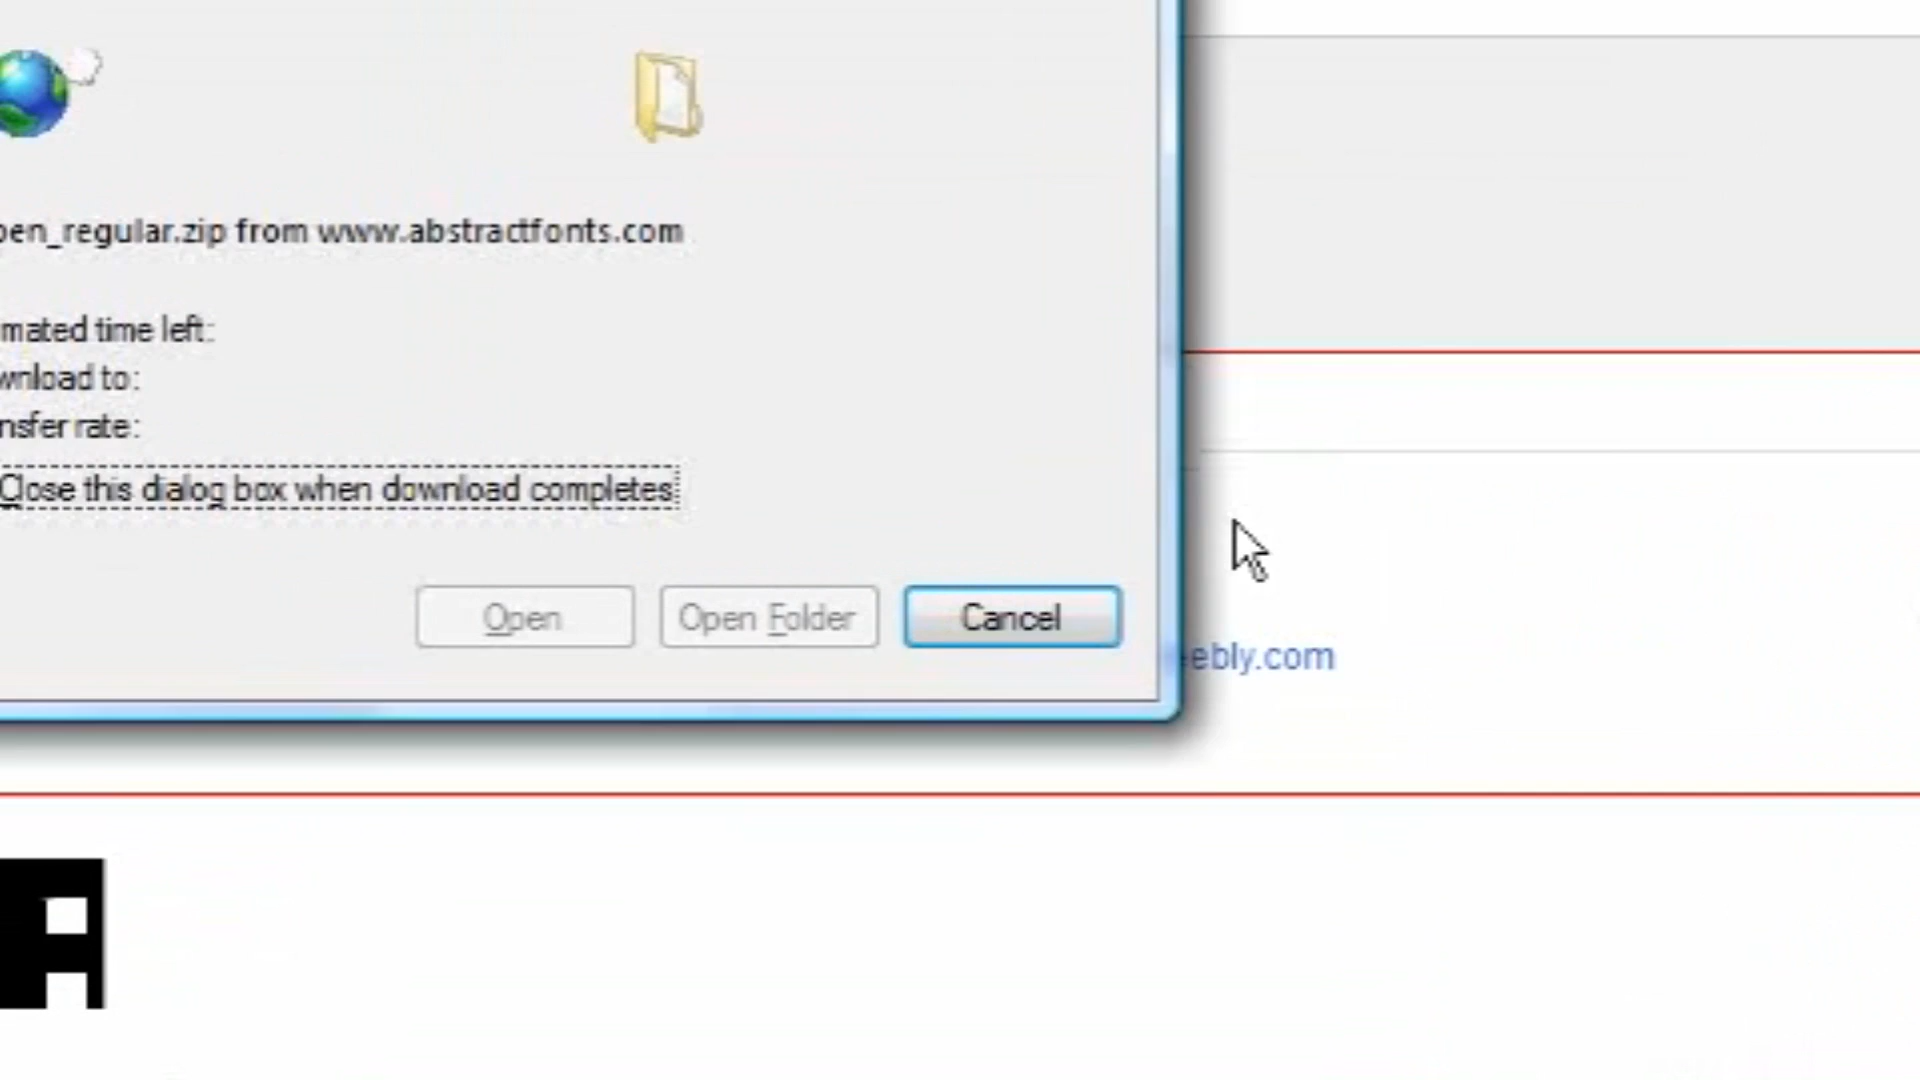 pen_regular.zip from www.abstractfonts.com
mated time left:
wnload to:
nsfer rate:
Close this dialog box when download completes
Open
Open Folder
Cancel
ebly.com